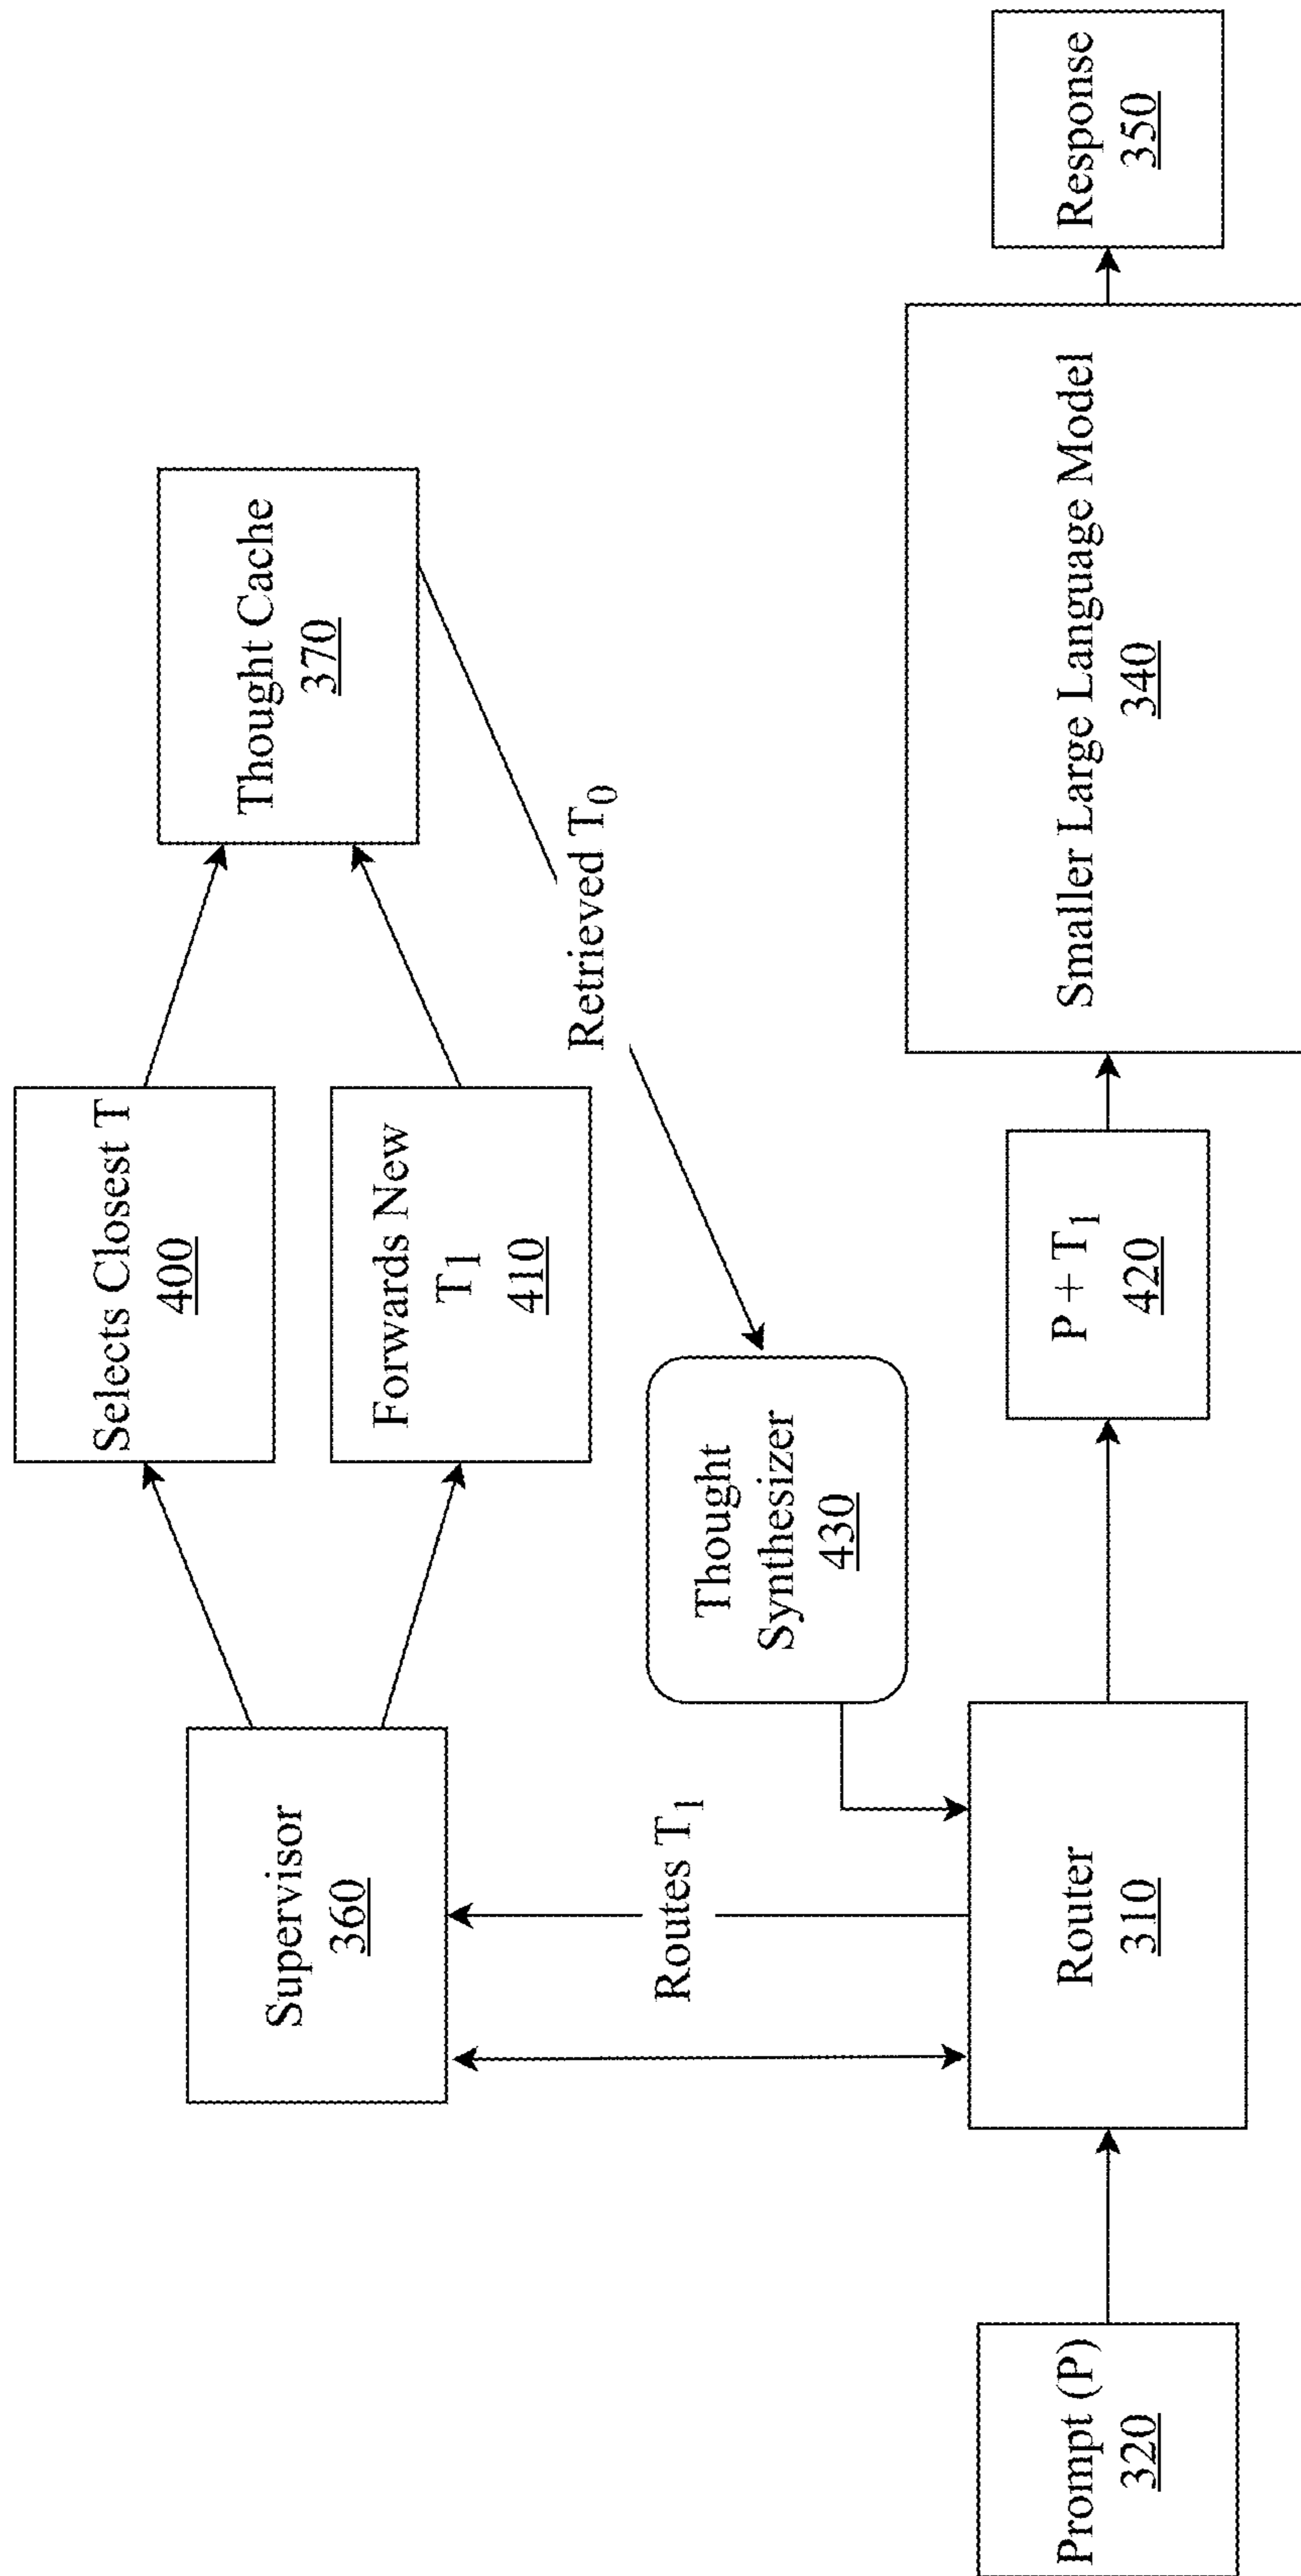 Supervisor
360
Selects Closest T
400
Forwards New
T1
410
Thought Cache
370
Routes T1
Thought
Synthesizer
430
Retrieved T0
Prompt (P)
320
Router
310
P + T1
420
Smaller Large Language Model
340
Response
350